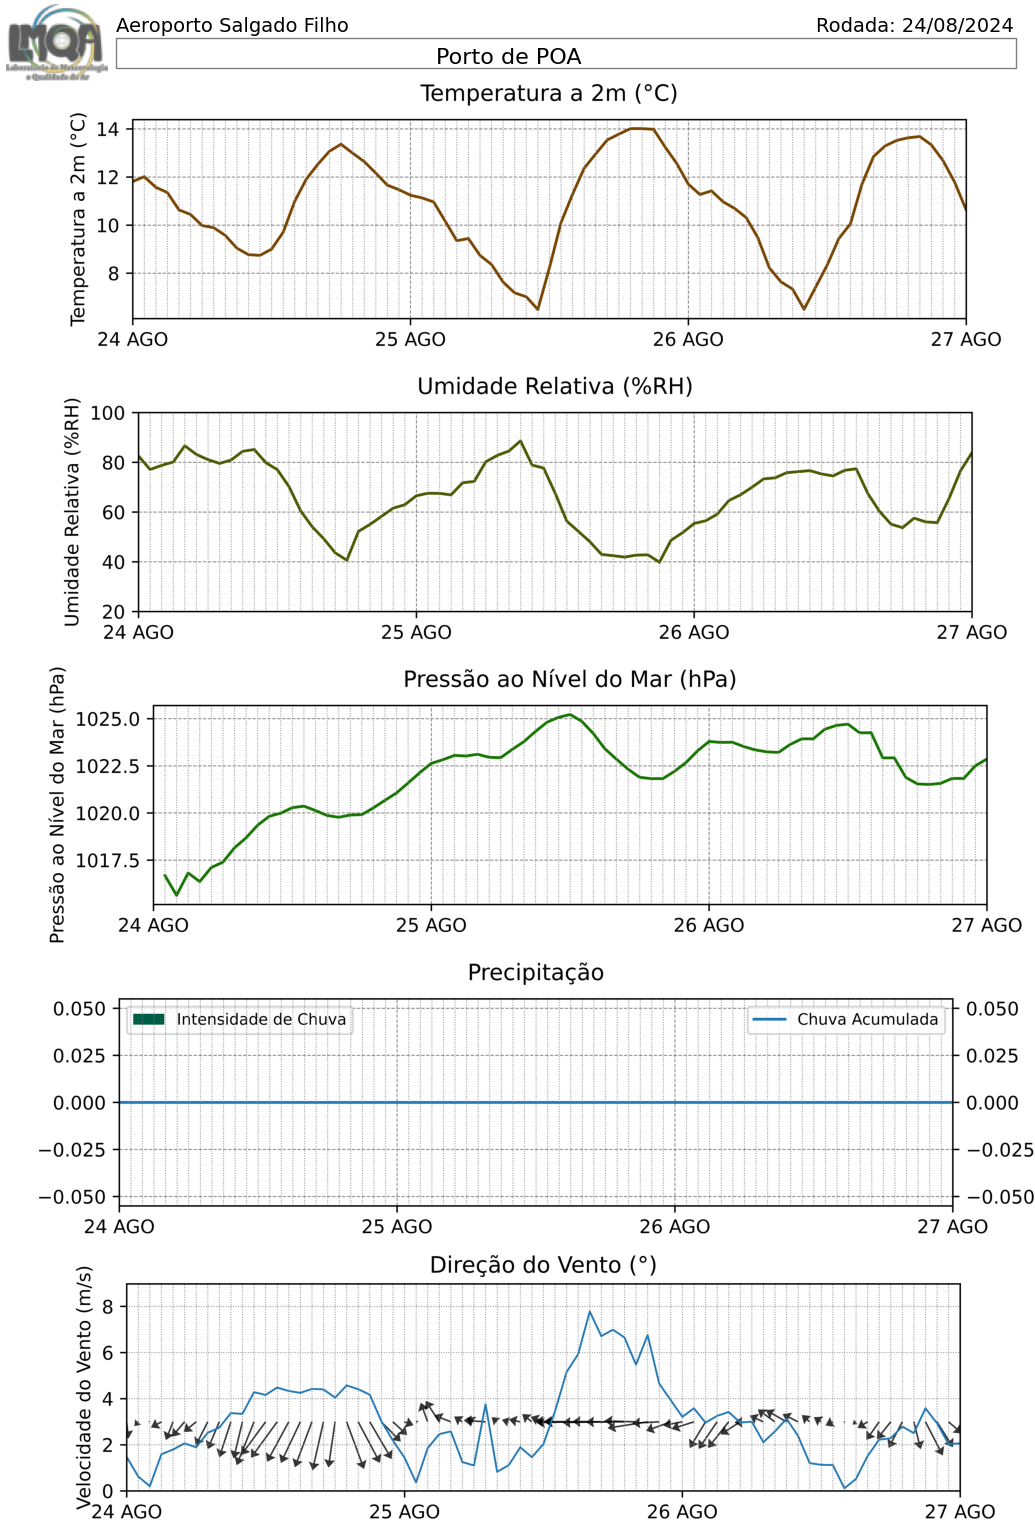 LMQA
Laboratório de Meteorologia
e Qualidade do Ar
Aeroporto Salgado Filho
Rodada: 24/08/2024
Porto de POA
Temperatura a 2m (°C)
Temperatura a 2m (°C)
14
12
10
8
24 AGO 25 AGO 26 AGO 27 AGO
Umidade Relativa (%RH)
Umidade Relativa (%RH)
100
80
60
40
20
24 AGO 25 AGO 26 AGO 27 AGO
Pressão ao Nível do Mar (hPa)
Pressão ao Nível do Mar (hPa)
1025.0
1022.5
1020.0
1017.5
24 AGO 25 AGO 26 AGO 27 AGO
Precipitação
Intensidade de Chuva
Chuva Acumulada
0.050 0.050
0.025 0.025
0.000 0.000
−0.025 −0.025
−0.050 −0.050
24 AGO 25 AGO 26 AGO 27 AGO
Direção do Vento (°)
Velocidade do Vento (m/s)
8
6
4
2
0
24 AGO 25 AGO 26 AGO 27 AGO